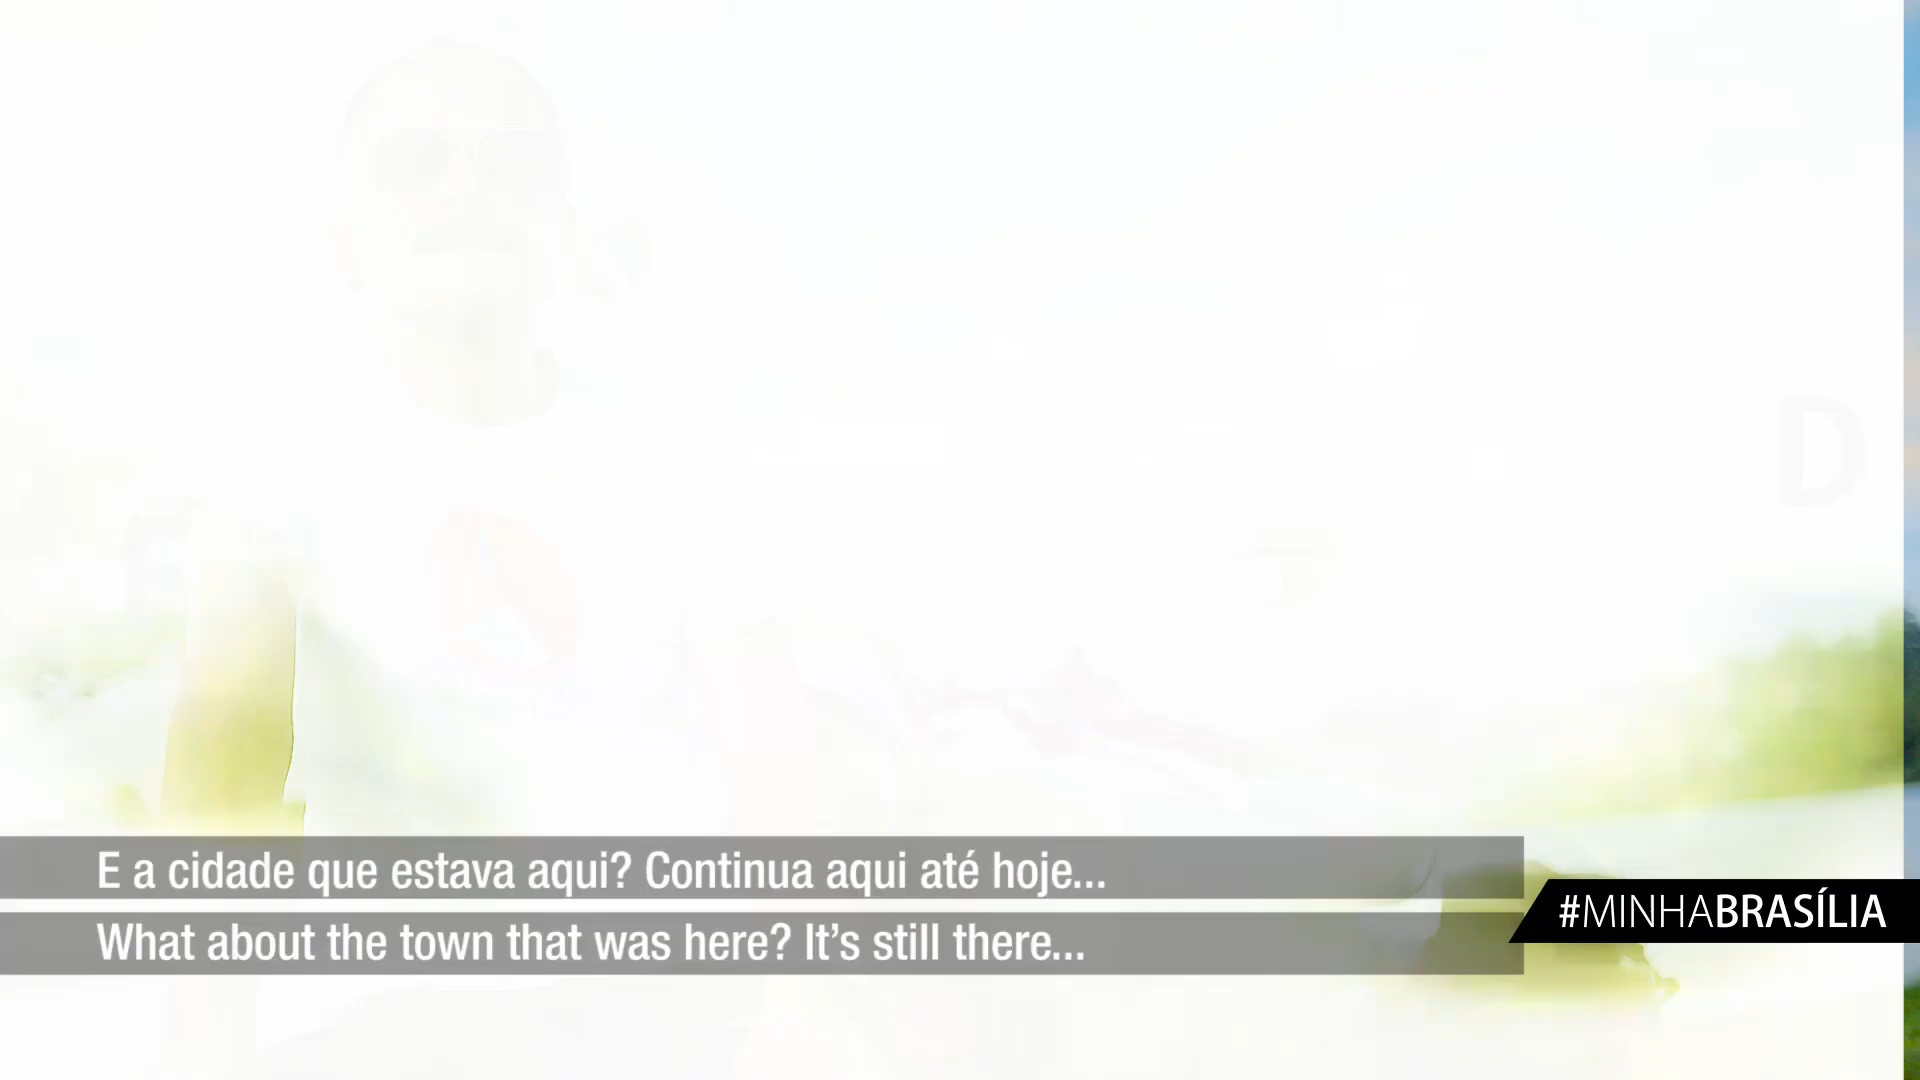 D
E a cidade que estava aqui? Continua aqui até hoje...
#MINHABRASÍLIA
What about the town that was here? It's still there...